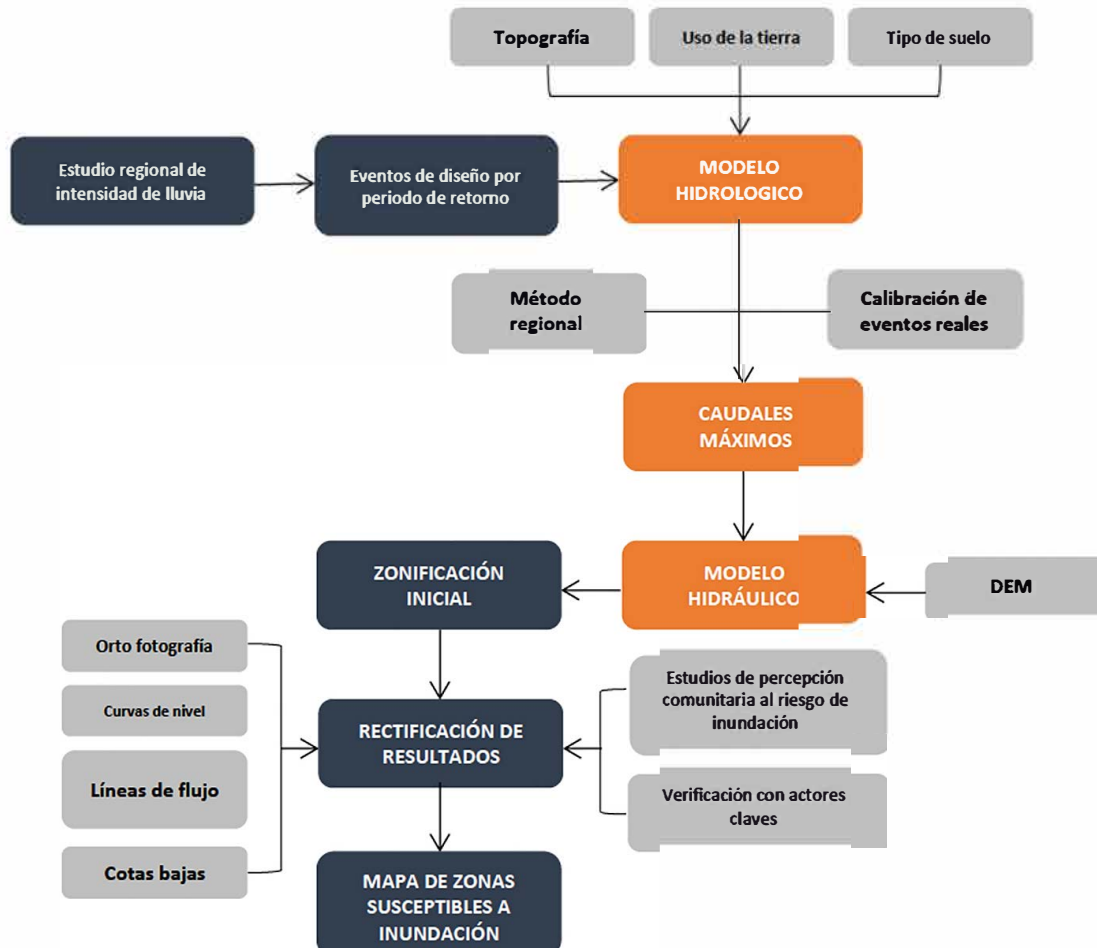 Topografía
Uso de la tierra
Tipo de suelo
Estudio regional de
intensidad de lluvia
Eventos de diseño por
periodo de retorno
MODELO
HIDROLOGICO
Método
regional
Calibración de
eventos reales
CAUDALES
MÁXIMOS
ZONIFICACIÓN
INICIAL
MODELO
HIDRÁULICO
DEM
Orto fotografía
Curvas de nivel
Líneas de flujo
Cotas bajas
RECTIFICACIÓN DE
RESULTADOS
Estudios de percepción
comunitaria al riesgo de
inundación
Verificación con actores
claves
MAPA DE ZONAS
SUSCEPTIBLES A
INUNDACIÓN